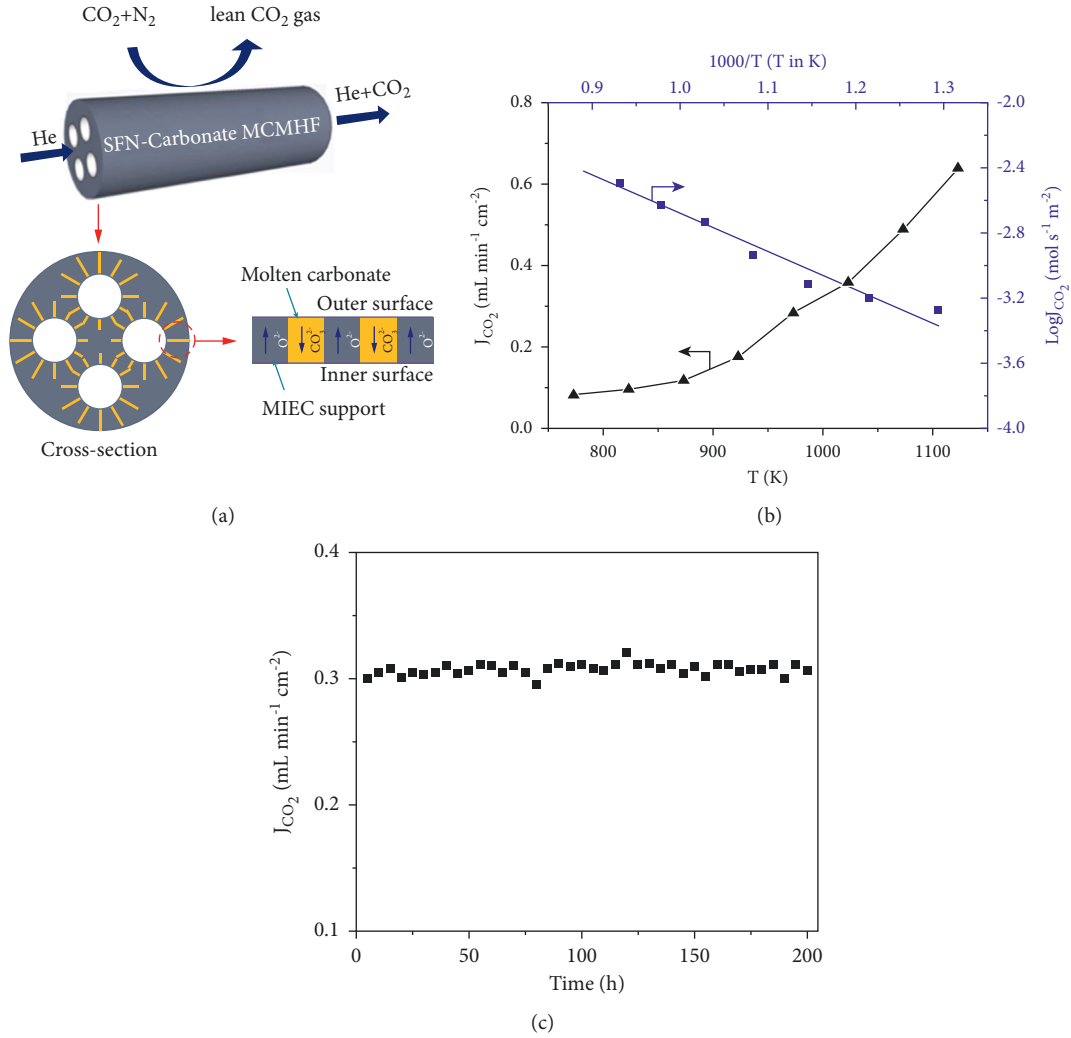 CO2+N2
lean CO2 gas
He+CO2
He
SFN-Carbonate MCMHF
Molten carbonate
Outer surface
O2-
CO3 2-
O2-
CO3 2-
O2-
Inner surface
MIEC support
Cross-section
(a)
1000/T (T in K)
0.9 1.0 1.1 1.2 1.3
0.8
0.6
0.4
0.2
0.0
JCO2 (mL min-1 cm-2)
-2.0
-2.4
-2.8
-3.2
-3.6
-4.0
LogJCO2 (mol s-1 m-2)
800 900 1000 1100
T (K)
(b)
0.4
0.3
0.3
0.1
JCO2 (mL min-1 cm-2)
0 50 100 150 200
Time (h)
(c)